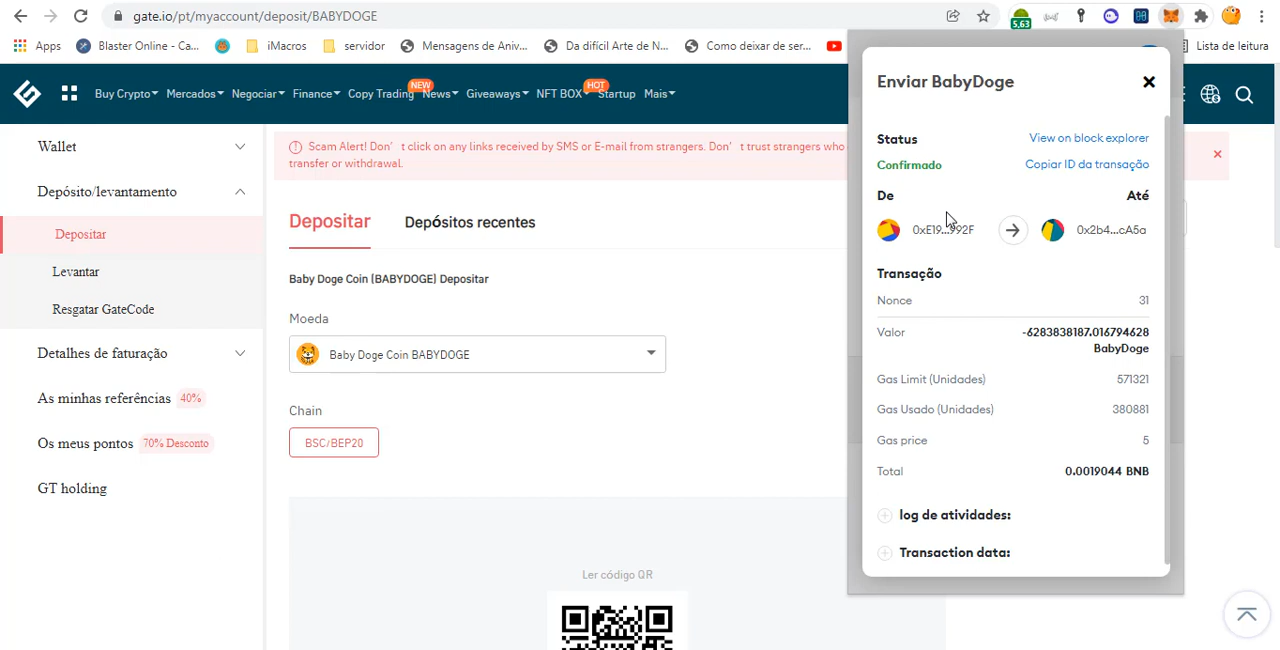 gate.io/pt/myaccount/deposit/BABYDOGE
5,63
Apps
Blaster Online - Ca...
iMacros
servidor
Mensagens de Aniv...
Da difícil Arte de N...
Como deixar de ser...
Lista de leitura
Buy Crypto
Mercados
Negociar
Finance
Copy Trading
NEW
News
Giveaways
HOT
NFT BOX
Startup
Mais
Wallet
Depósito/levantamento
Depositar
Levantar
Resgatar GateCode
Detalhes de faturação
As minhas referências 40%
Os meus pontos 70% Desconto
GT holding
Scam Alert! Don' t click on any links received by SMS or E-mail from strangers. Don' t trust strangers who
transfer or withdrawal.
Depositar
Depósitos recentes
Baby Doge Coin (BABYDOGE) Depositar
Moeda
Baby Doge Coin BABYDOGE
Chain
BSC/BEP20
Ler código QR
Enviar BabyDoge
Status
View on block explorer
Confirmado
Copiar ID da transação
De
Até
0xE19...992F
0x2b4...cA5a
Transação
Nonce 31
Valor -6283838187.016794628
BabyDoge
Gas Limit (Unidades) 571321
Gas Usado (Unidades) 380881
Gas price 5
Total 0.0019044 BNB
log de atividades:
Transaction data: